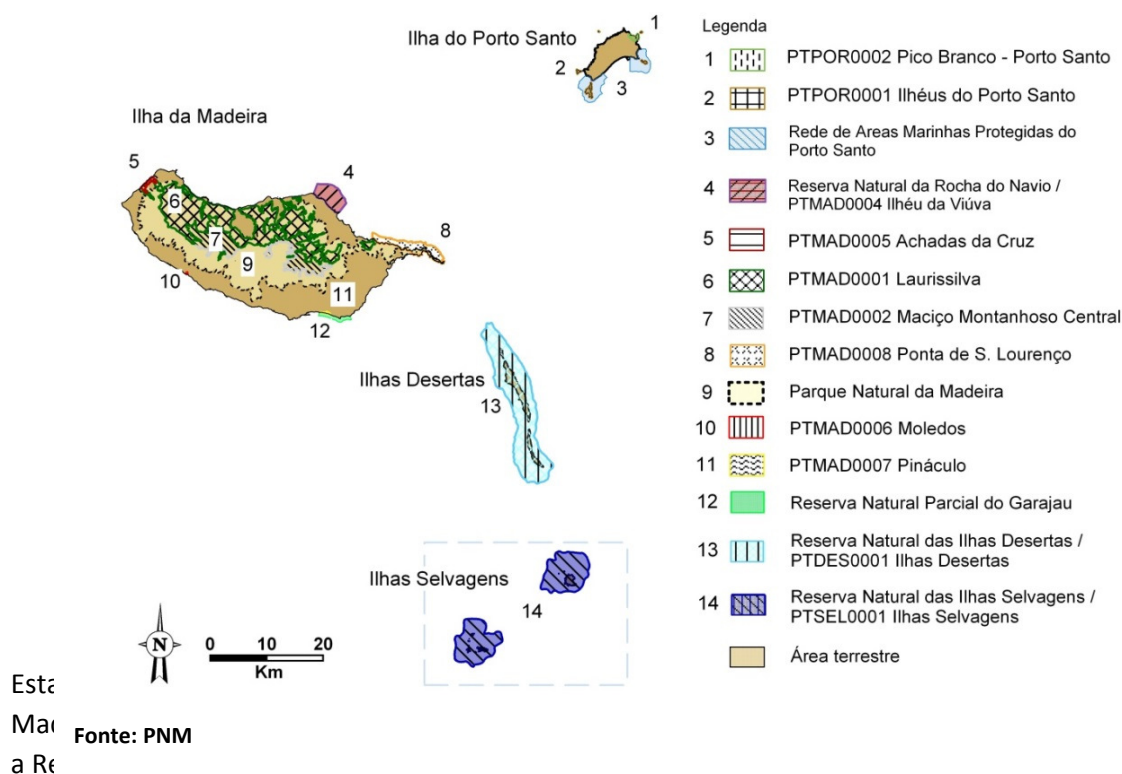 Ilha do Porto Santo
1
2
3
Ilha da Madeira
5
4
6
7
8
9
10
11
12
Ilhas Desertas
13
Ilhas Selvagens
14
N
0 10 20
Km
Legenda
1 PTPOR0002 Pico Branco - Porto Santo
2 PTPOR0001 Ilhéus do Porto Santo
3 Rede de Areas Marinhas Protegidas do
Porto Santo
4 Reserva Natural da Rocha do Navio /
PTMAD0004 Ilhéu da Viúva
5 PTMAD0005 Achadas da Cruz
6 PTMAD0001 Laurissilva
7 PTMAD0002 Maciço Montanhoso Central
8 PTMAD0008 Ponta de S. Lourenço
9 Parque Natural da Madeira
10 PTMAD0006 Moledos
11 PTMAD0007 Pináculo
12 Reserva Natural Parcial do Garajau
13 Reserva Natural das Ilhas Desertas /
PTDES0001 Ilhas Desertas
14 Reserva Natural das Ilhas Selvagens /
PTSEL0001 Ilhas Selvagens
Área terrestre
Fonte: PNM